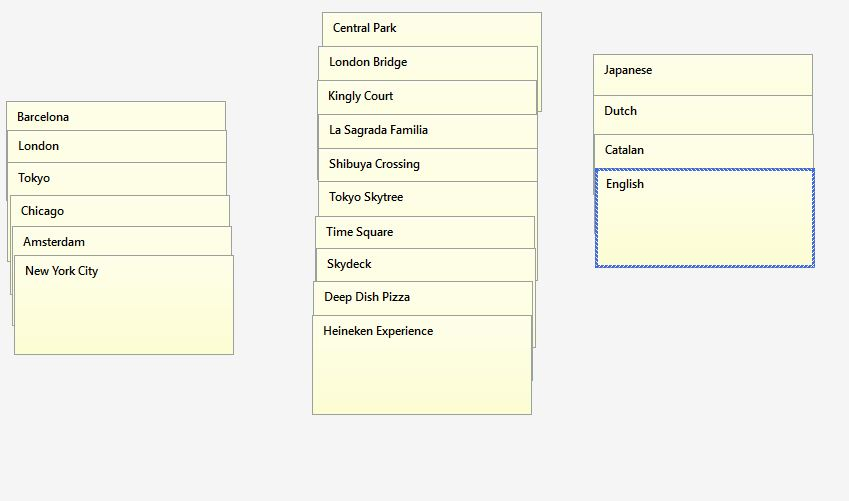 Barcelona
London
Tokyo
Chicago
Amsterdam
New York City
Central Park
London Bridge
Kingly Court
La Sagrada Familia
Shibuya Crossing
Tokyo Skytree
Time Square
Skydeck
Deep Dish Pizza
Heineken Experience
Japanese
Dutch
Catalan
English